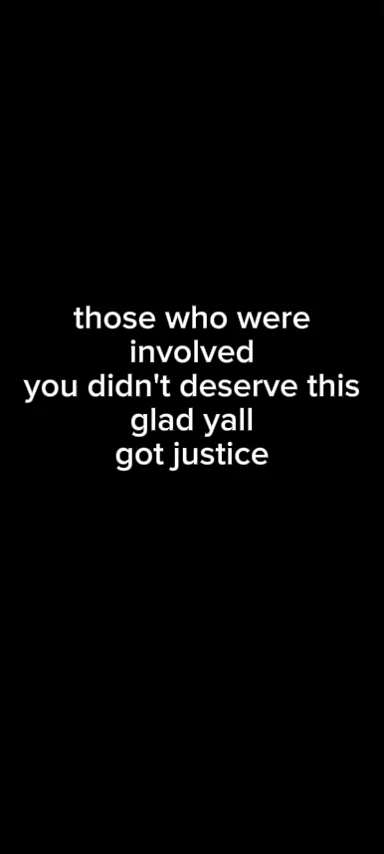 those who were
involved
you didn't deserve this
glad yall
got justice